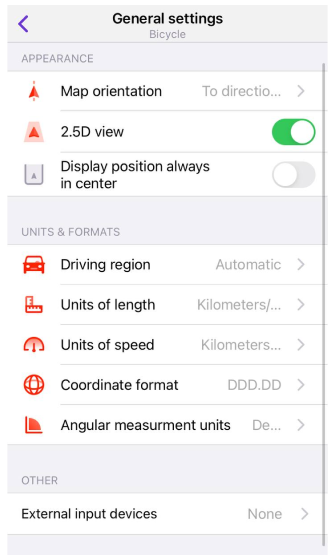 General settings
Bicycle
APPEARANCE
Map orientation To directio...
2.5D view
Display position always
in center
UNITS & FORMATS
Driving region Automatic
Units of length Kilometers/...
Units of speed Kilometers...
Coordinate format DDD.DD
Angular measurment units De...
OTHER
External input devices None